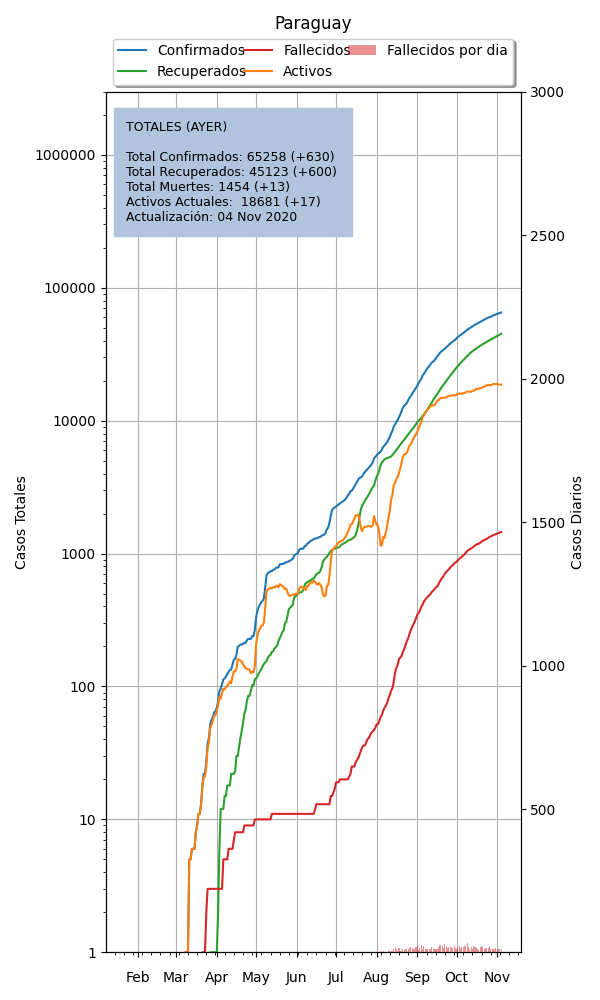 Paraguay
Confirmados Fallecidos Fallecidos por dia
Recuperados Activos
TOTALES (AYER)
Total Confirmados: 65258 (+630)
Total Recuperados: 45123 (+600)
Total Muertes: 1454 (+13)
Activos Actuales:  18681 (+17)
Actualización: 04 Nov 2020
Casos Totales
1000000
100000
10000
1000
100
10
1
Casos Diarios
3000
2500
2000
1500
1000
500
Feb Mar Apr May Jun Jul Aug Sep Oct Nov